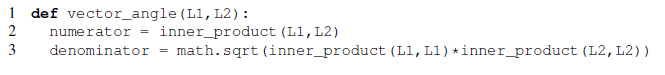 1 def vector_angle(L1,L2):
2   numerator = inner_product(L1,L2)
3   denominator = math.sqrt(inner_product(L1,L1)*inner_product(L2,L2))